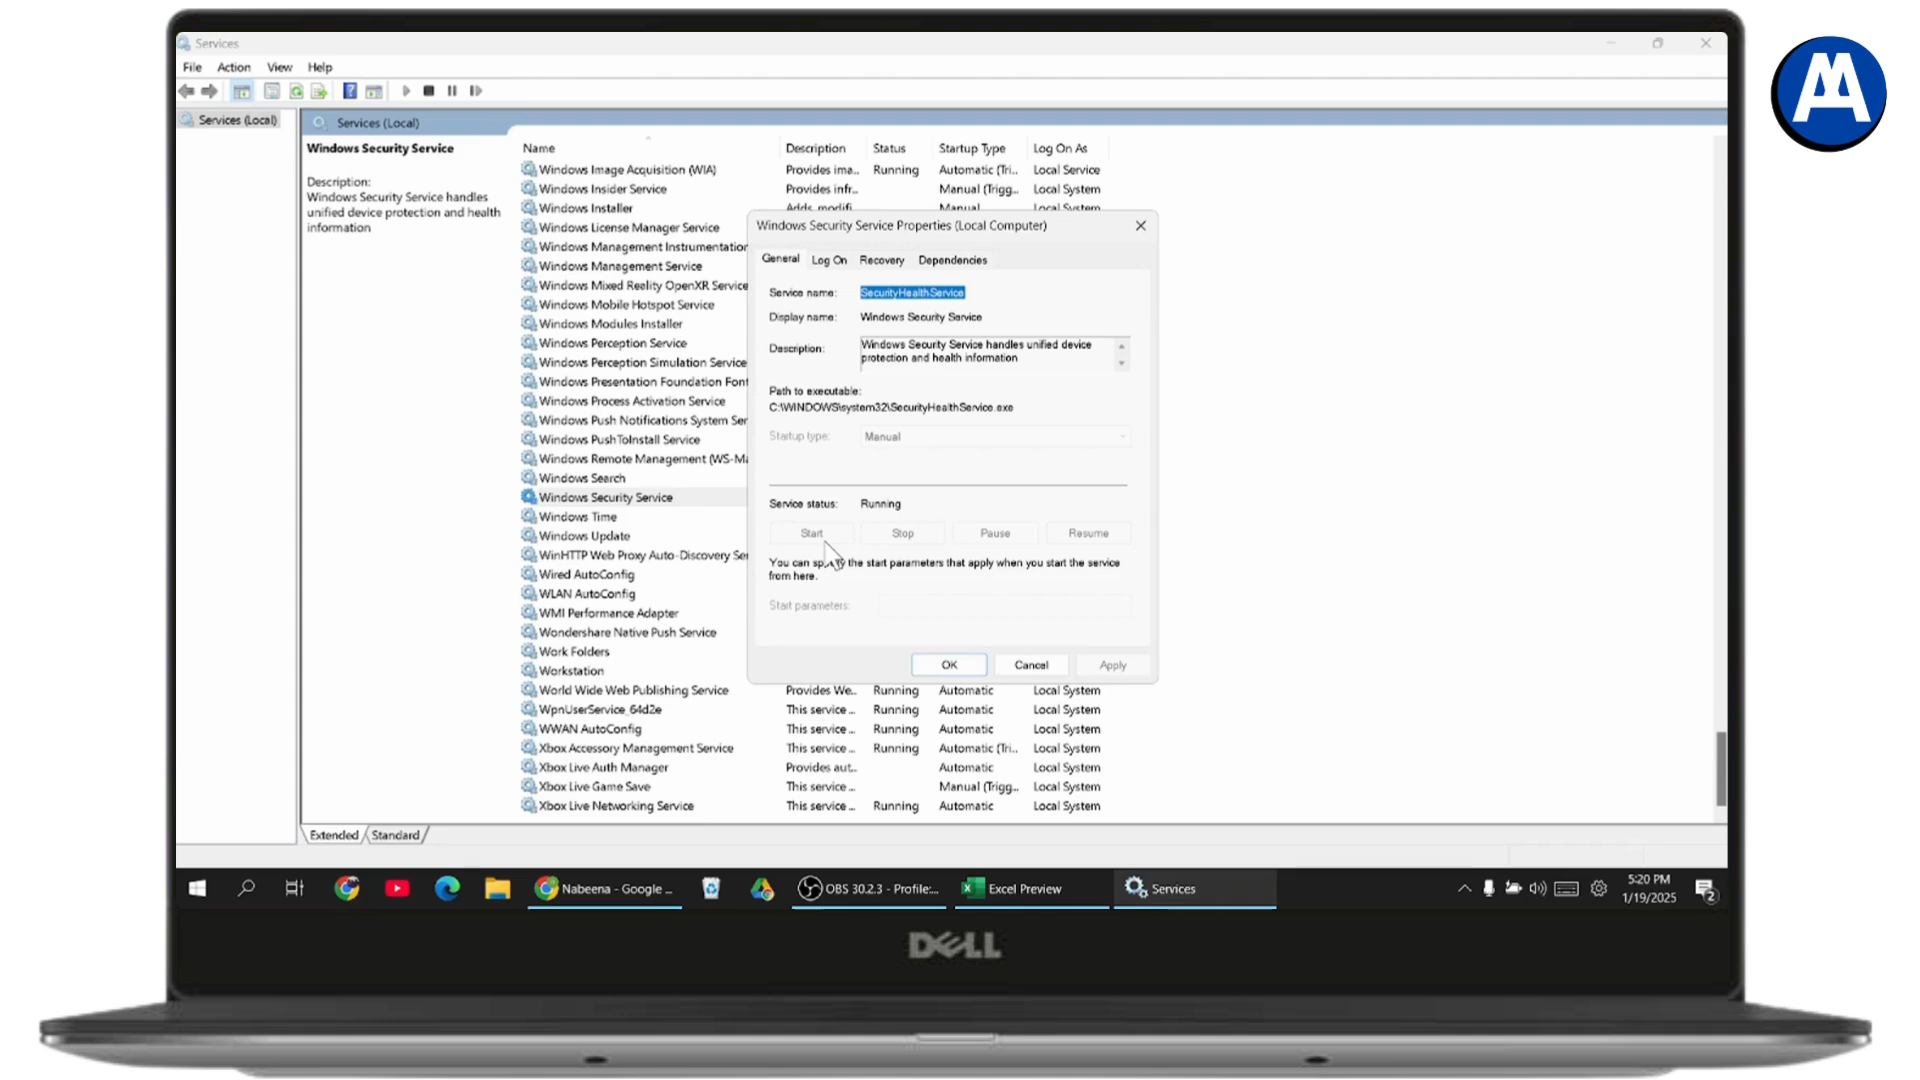 Services
File Action View Help
Services (Local)
Services (Local)
Windows Security Service
Description:
Windows Security Service handles
unified device protection and health
information
Name Description Status Startup Type Log On As
Windows Image Acquisition (WIA) Provides ima... Running Automatic (Tri... Local Service
Windows Insider Service Provides infr... Manual (Trigg... Local System
Windows Installer Adds, modifi... Manual Local System
Windows License Manager Service
Windows Management Instrumentation
Windows Management Service
Windows Mixed Reality OpenXR Service
Windows Mobile Hotspot Service
Windows Modules Installer
Windows Perception Service
Windows Perception Simulation Service
Windows Presentation Foundation Font
Windows Process Activation Service
Windows Push Notifications System Ser
Windows PushToInstall Service
Windows Remote Management (WS-Ma
Windows Search
Windows Security Service
Windows Time
Windows Update
WinHTTP Web Proxy Auto-Discovery Ser
Wired AutoConfig
WLAN AutoConfig
WMI Performance Adapter
Wondershare Native Push Service
Work Folders
Workstation
World Wide Web Publishing Service Provides We... Running Automatic Local System
WpnUserService_64d2e This service ... Running Automatic Local System
WWAN AutoConfig This service ... Running Automatic Local System
Xbox Accessory Management Service This service ... Running Automatic (Tri... Local System
Xbox Live Auth Manager Provides aut... Automatic Local System
Xbox Live Game Save This service ... Manual (Trigg... Local System
Xbox Live Networking Service This service ... Running Automatic Local System
Windows Security Service Properties (Local Computer)
General Log On Recovery Dependencies
Service name: SecurityHealthService
Display name: Windows Security Service
Description: Windows Security Service handles unified device
protection and health information
Path to executable:
C:\WINDOWS\system32\SecurityHealthService.exe
Startup type: Manual
Service status: Running
Start Stop Pause Resume
You can the start parameters that apply when you start the service
from here.
Start parameters:
OK Cancel Apply
Extended Standard
Nabeena - Google ... OBS 30.2.3 - Profile:... Excel Preview Services
5:20 PM
1/19/2025
2
DELL